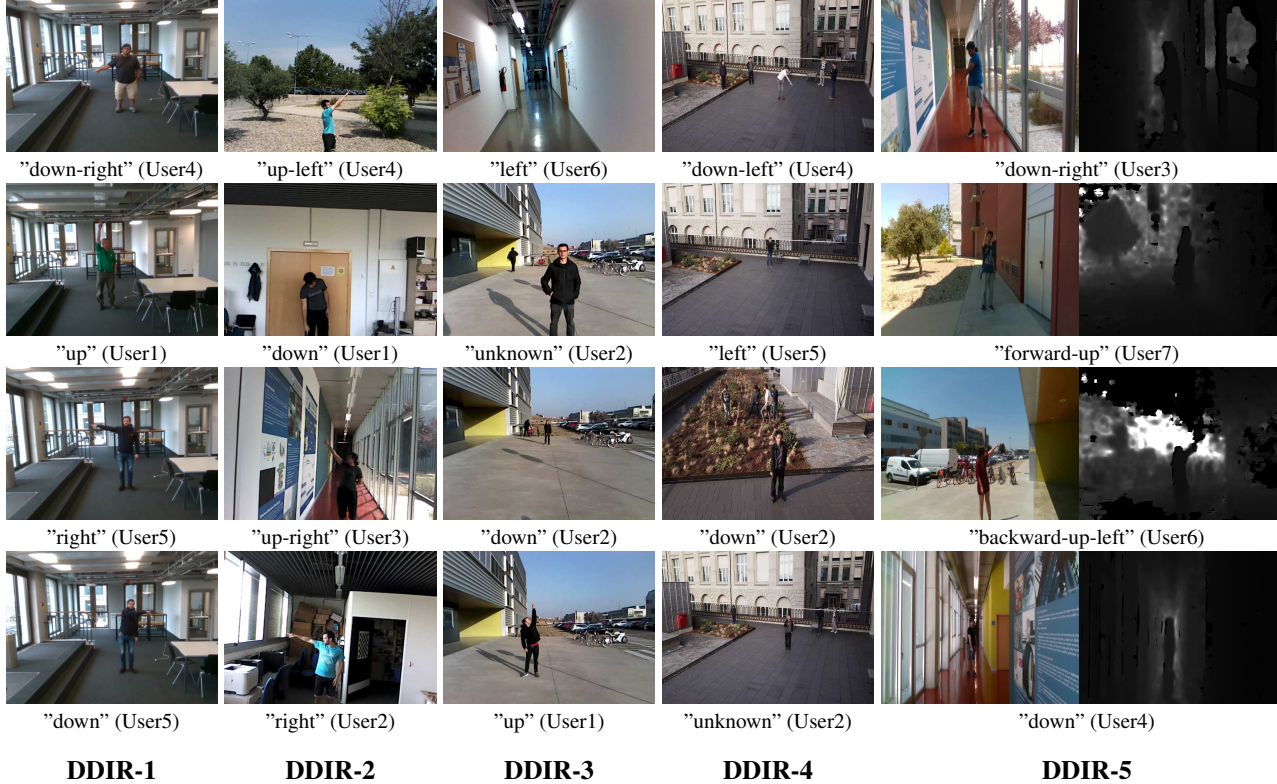 ”down-right” (User4) ”up-left” (User4) ”left” (User6) ”down-left” (User4) ”down-right” (User3)
”up” (User1) ”down” (User1) ”unknown” (User2) ”left” (User5) ”forward-up” (User7)
”right” (User5) ”up-right” (User3) ”down” (User2) ”down” (User2) ”backward-up-left” (User6)
”down” (User5) ”right” (User2) ”up” (User1) ”unknown” (User2) ”down” (User4)
DDIR-1 DDIR-2 DDIR-3 DDIR-4 DDIR-5